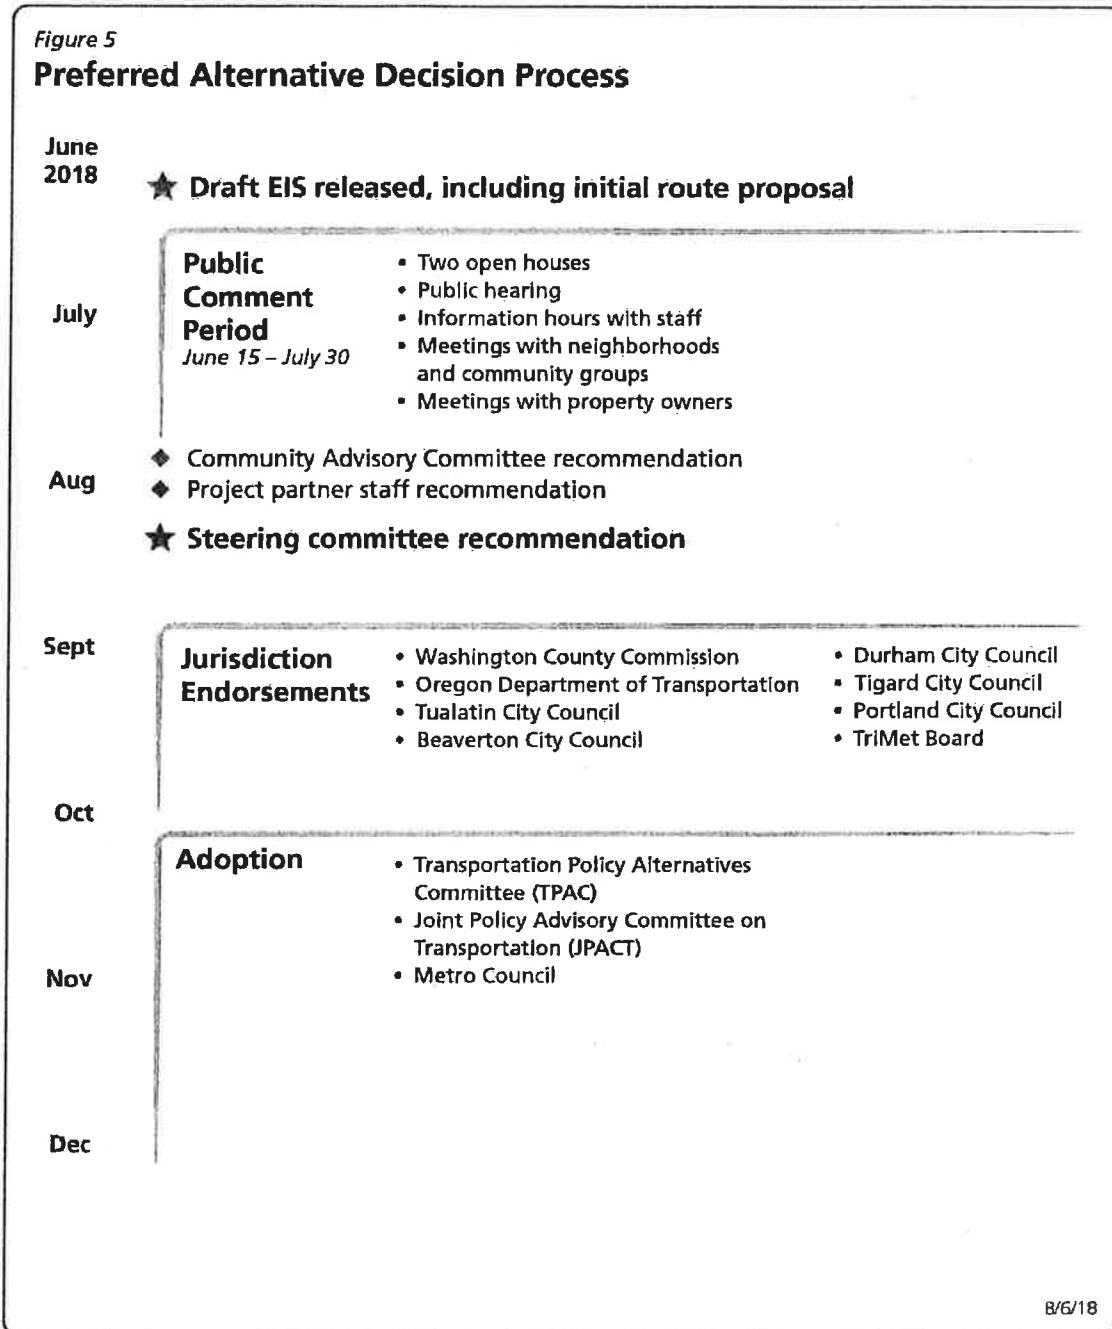 Figure 5
Preferred Alternative Decision Process
June
2018
★ Draft EIS released, including initial route proposal
Public
Comment
Period
June 15 – July 30
• Two open houses
• Public hearing
• Information hours with staff
• Meetings with neighborhoods
and community groups
• Meetings with property owners
July
◆ Community Advisory Committee recommendation
Aug
◆ Project partner staff recommendation
★ Steering committee recommendation
Sept
Jurisdiction
Endorsements
• Washington County Commission
• Oregon Department of Transportation
• Tualatin City Council
• Beaverton City Council
• Durham City Council
• Tigard City Council
• Portland City Council
• TriMet Board
Oct
Adoption
• Transportation Policy Alternatives
Committee (TPAC)
• Joint Policy Advisory Committee on
Transportation (JPACT)
• Metro Council
Nov
Dec
8/6/18